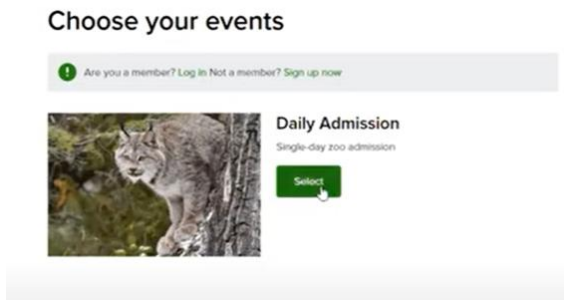 Choose your events
Are you a member? Log in Not a member? Sign up now
Daily Admission
Single-day zoo admission
Select